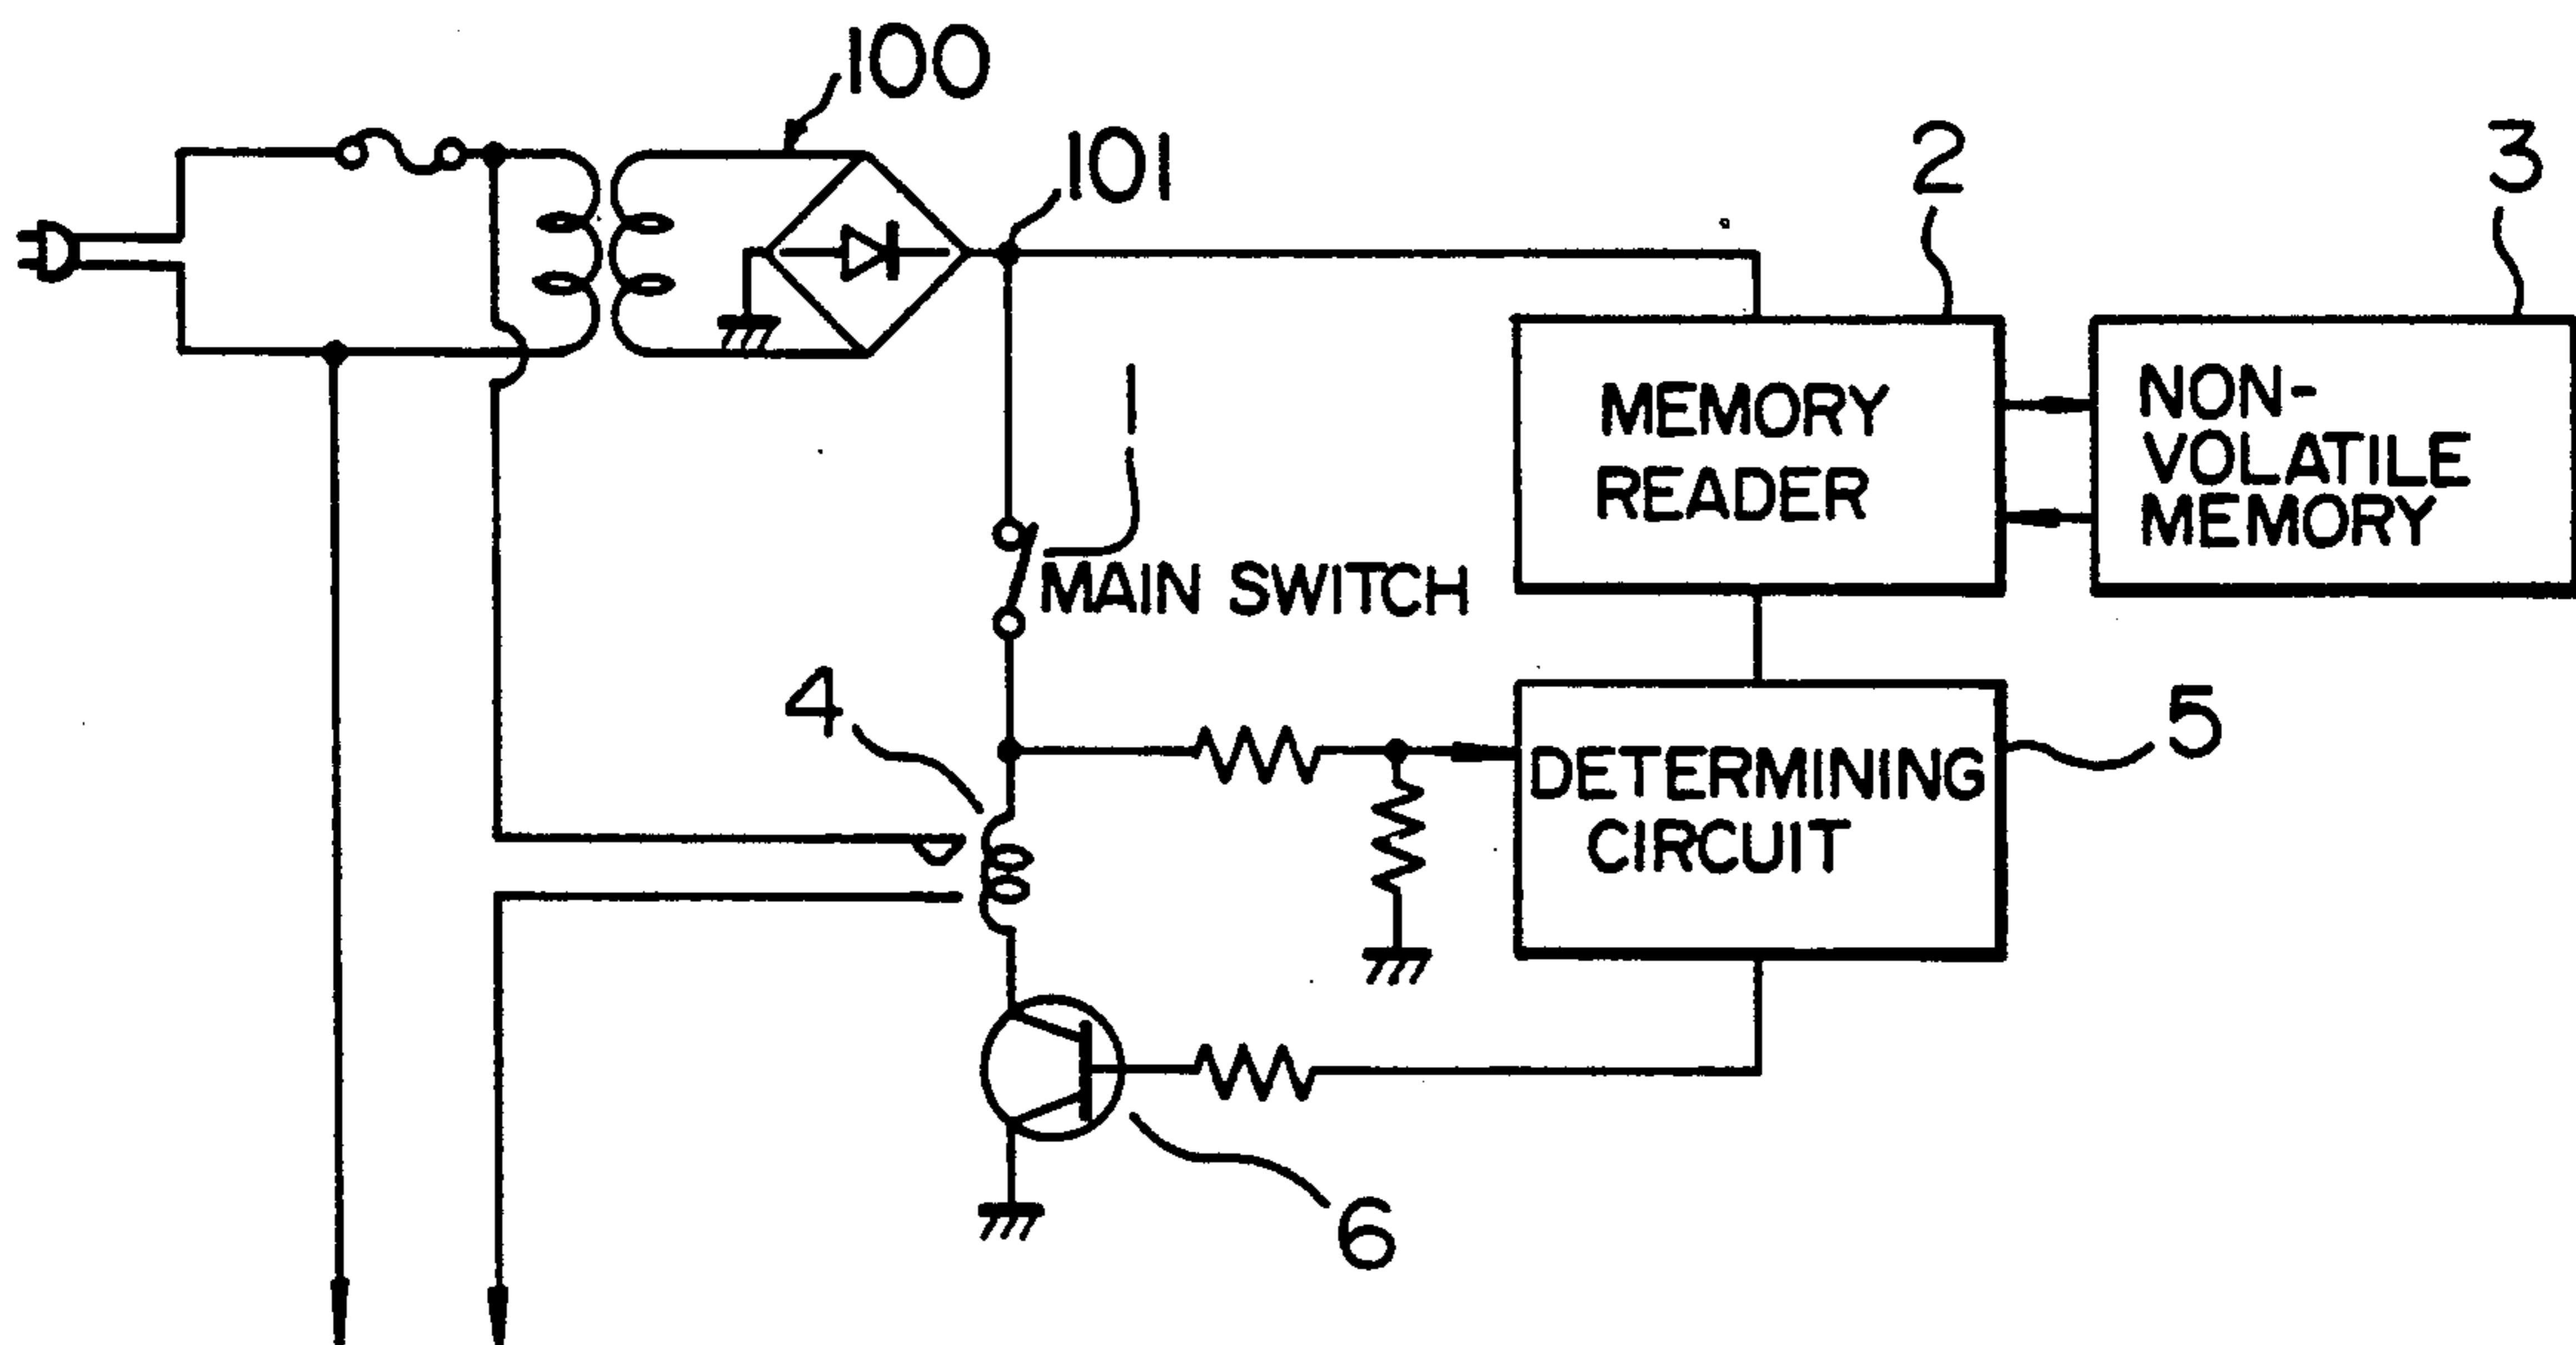 100
101
2
3
1
MEMORY
READER
NON-
VOLATILE
MEMORY
MAIN SWITCH
4
5
DETERMINING
CIRCUIT
6